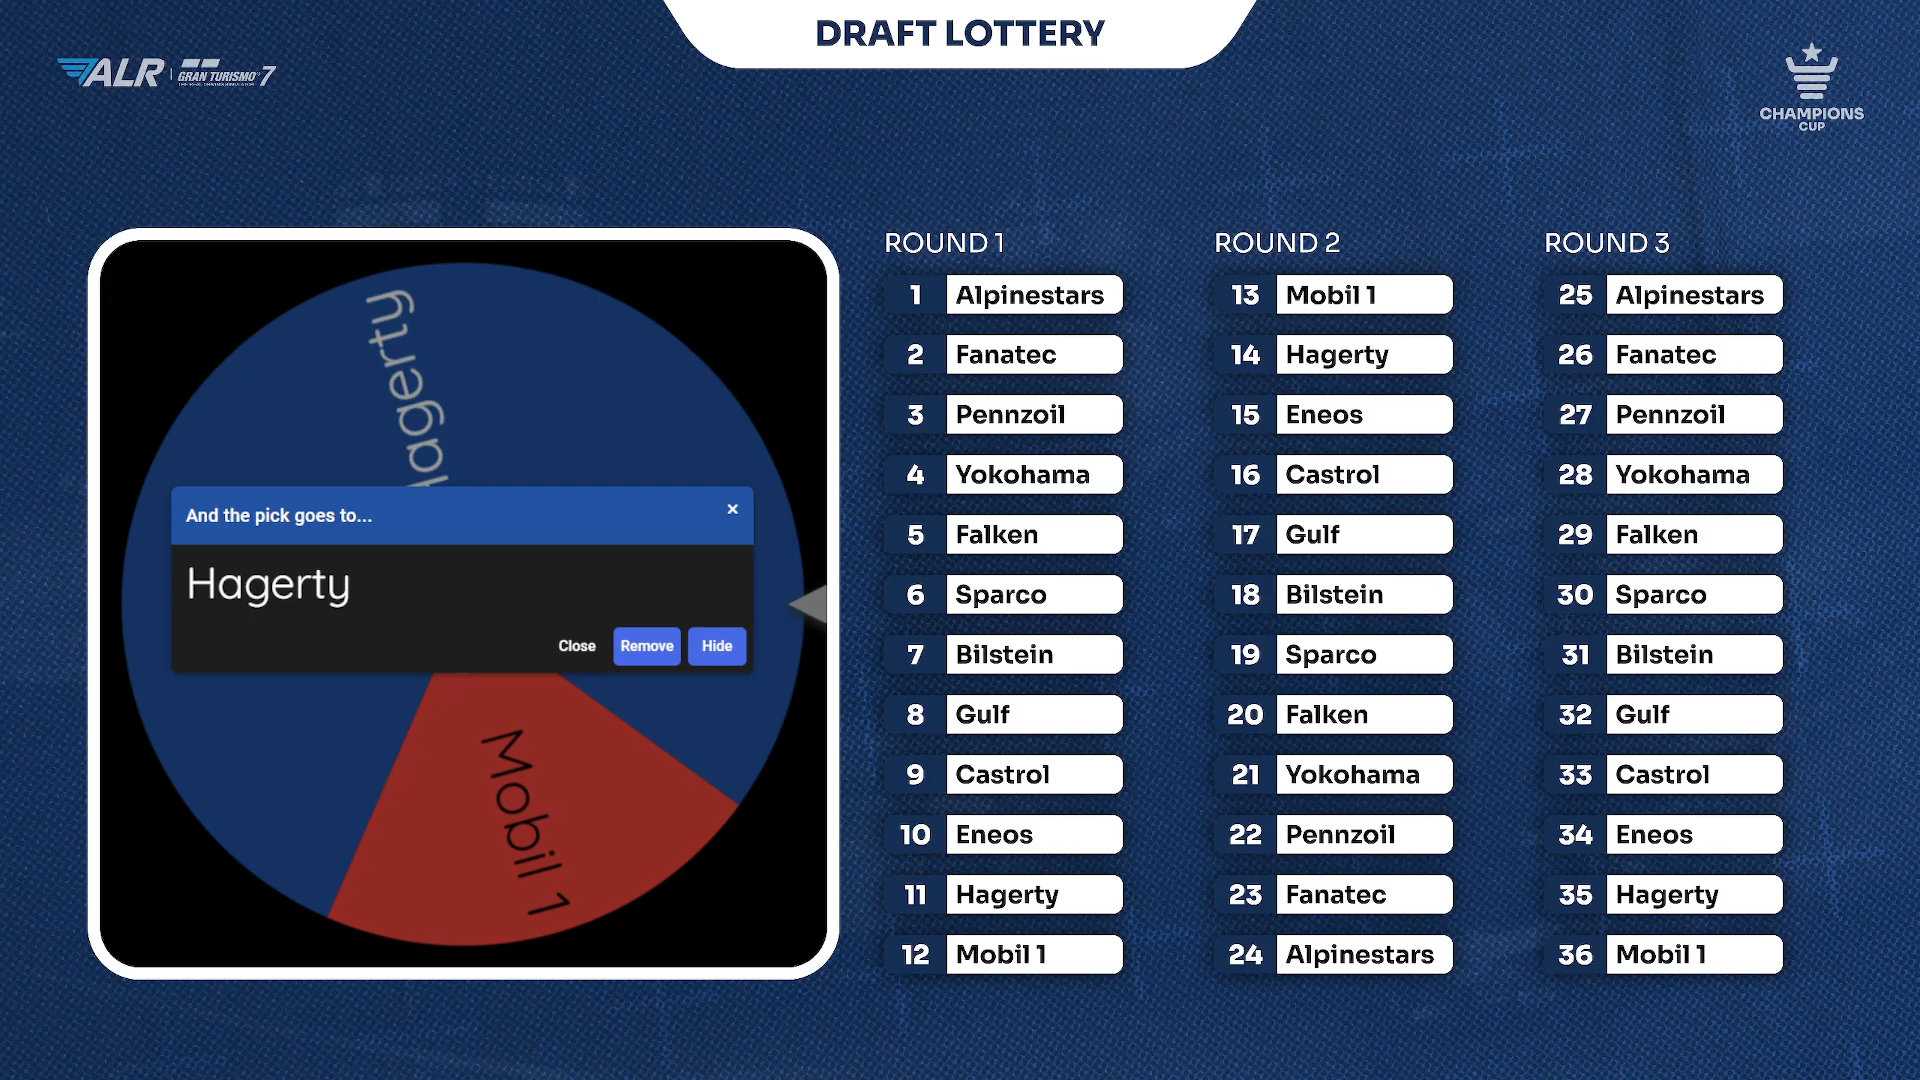 DRAFT LOTTERY
ALR
GRAN TURISMO 7
CHAMPIONS
CUP
Hagerty
And the pick goes to...
×
Hagerty
Close Remove Hide
Mobil 1
ROUND 1
1 Alpinestars
2 Fanatec
3 Pennzoil
4 Yokohama
5 Falken
6 Sparco
7 Bilstein
8 Gulf
9 Castrol
10 Eneos
11 Hagerty
12 Mobil 1
ROUND 2
13 Mobil 1
14 Hagerty
15 Eneos
16 Castrol
17 Gulf
18 Bilstein
19 Sparco
20 Falken
21 Yokohama
22 Pennzoil
23 Fanatec
24 Alpinestars
ROUND 3
25 Alpinestars
26 Fanatec
27 Pennzoil
28 Yokohama
29 Falken
30 Sparco
31 Bilstein
32 Gulf
33 Castrol
34 Eneos
35 Hagerty
36 Mobil 1